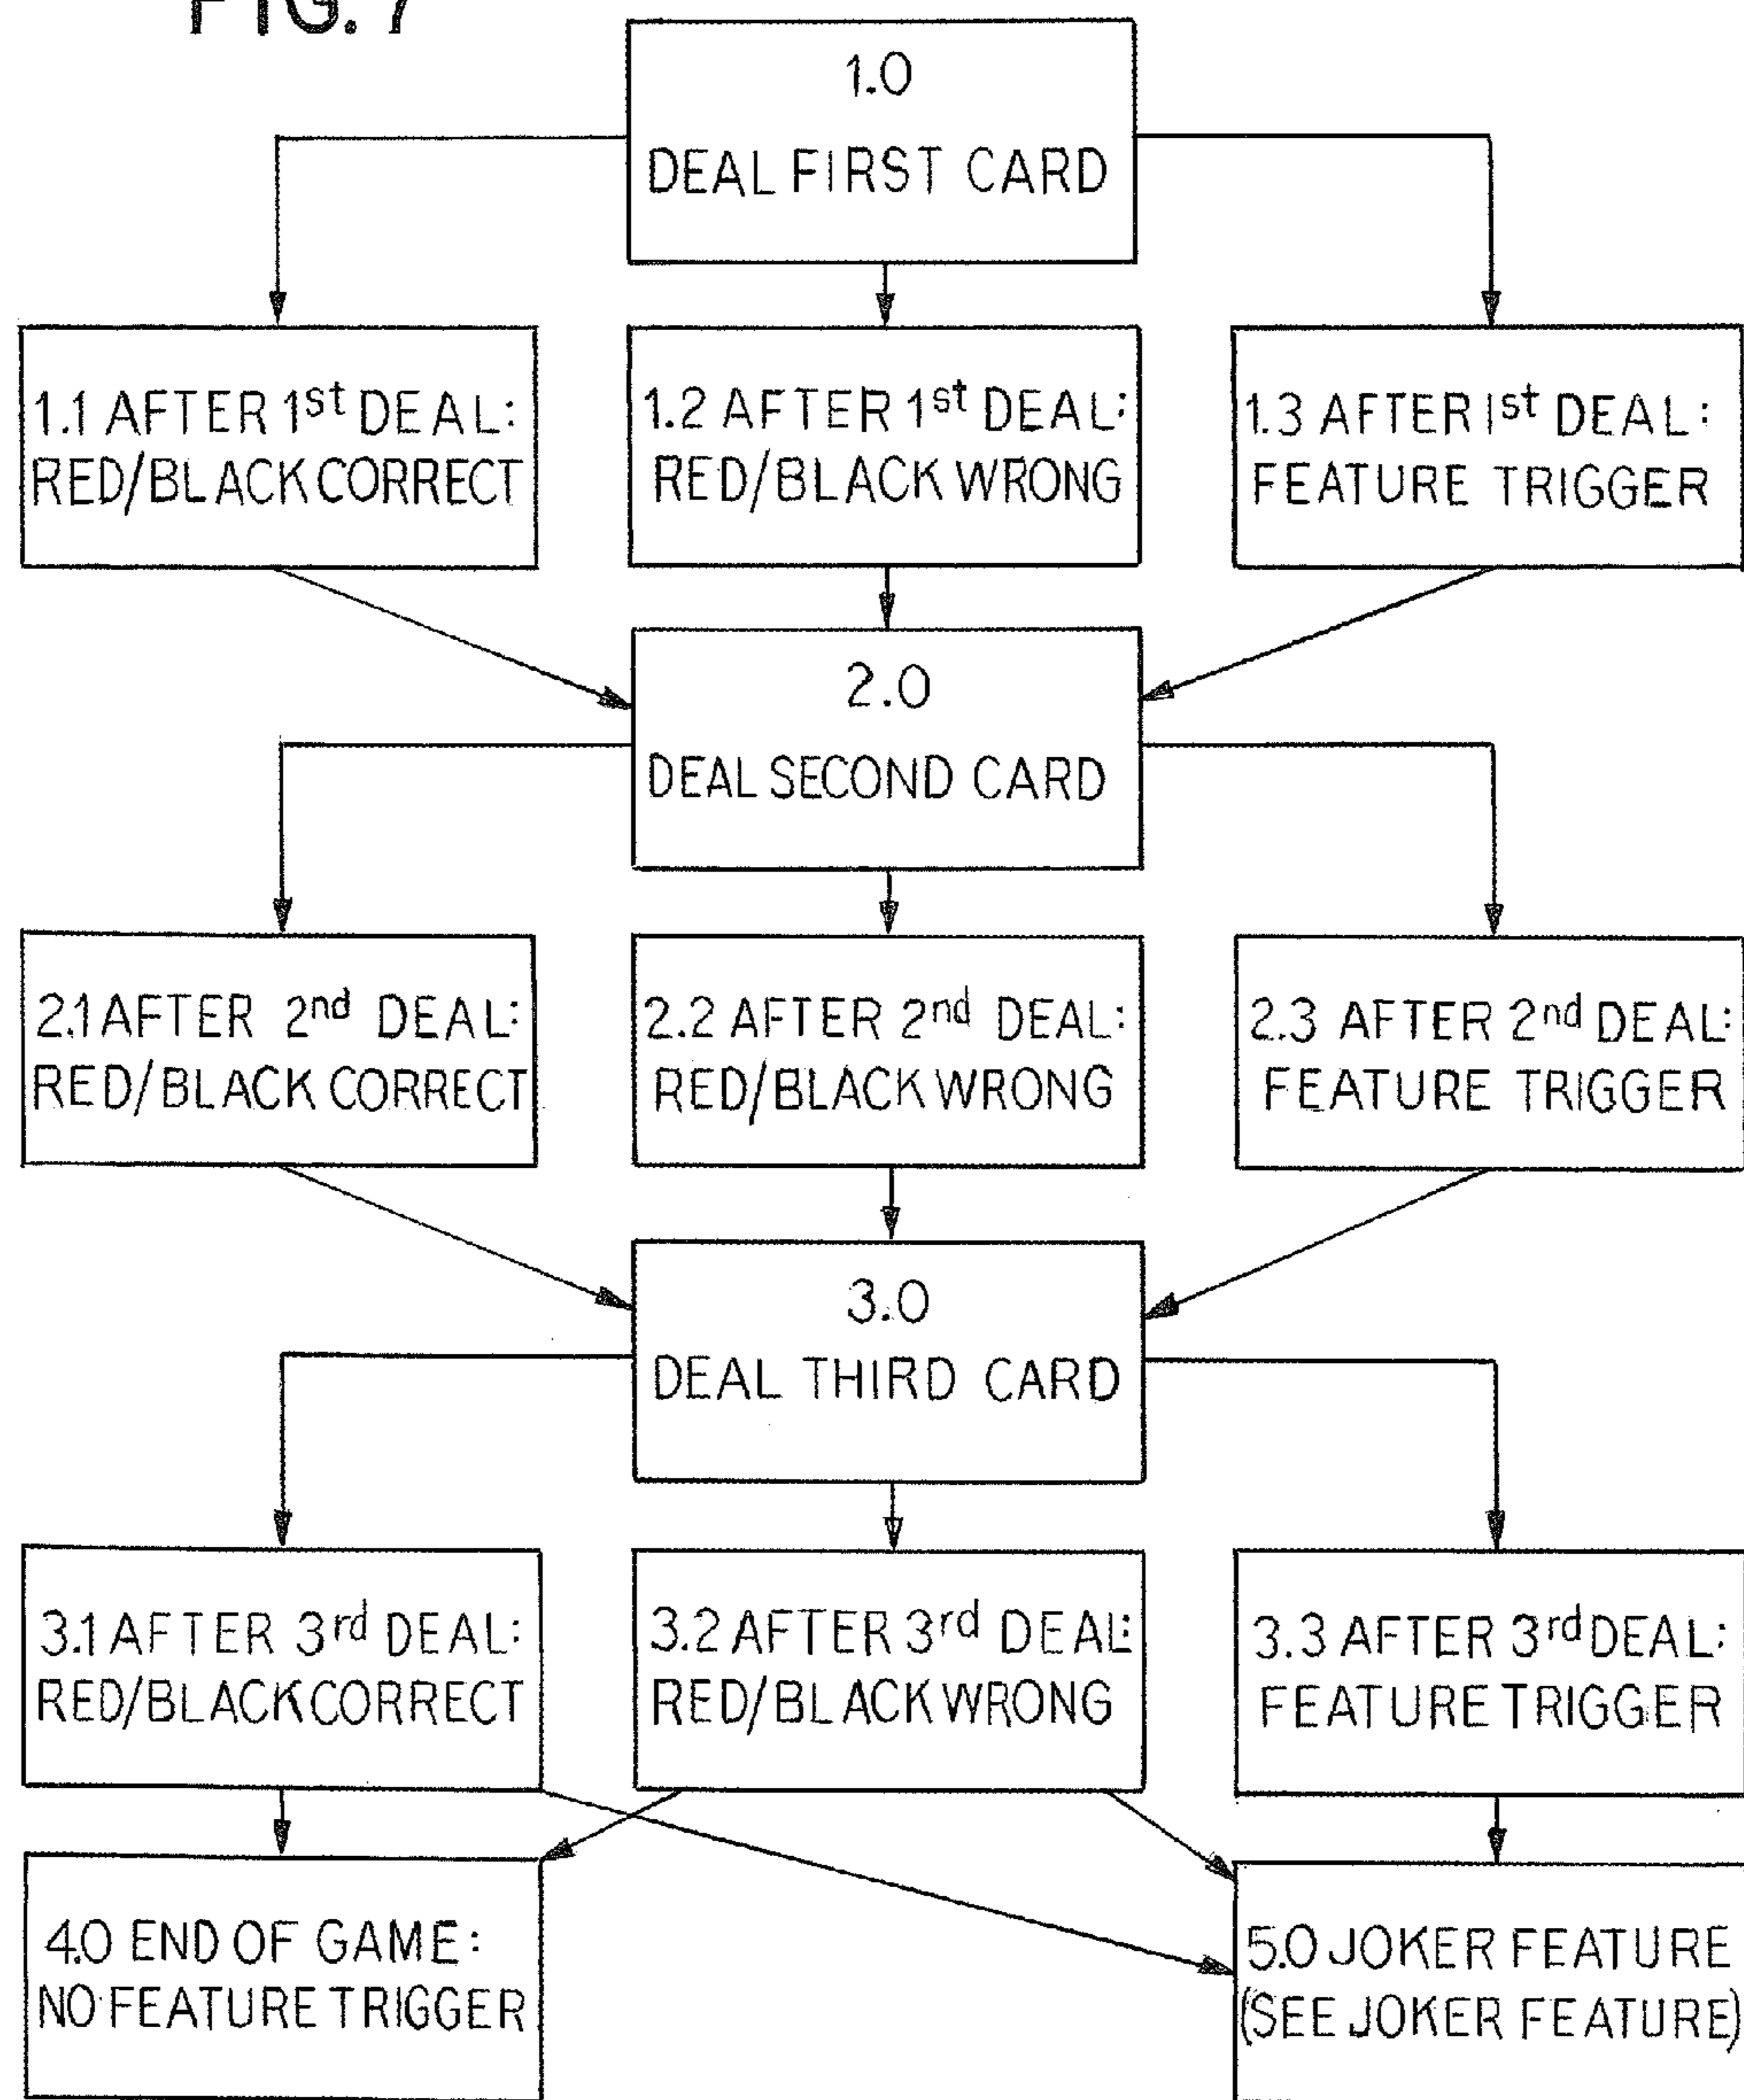 FIG. 7
1.0
DEAL FIRST CARD
1.1 AFTER 1st DEAL:
RED/BLACK CORRECT
1.2 AFTER 1st DEAL:
RED/BLACK WRONG
1.3 AFTER 1st DEAL:
FEATURE TRIGGER
2.0
DEAL SECOND CARD
2.1 AFTER 2nd DEAL:
RED/BLACK CORRECT
2.2 AFTER 2nd DEAL:
RED/BLACK WRONG
2.3 AFTER 2nd DEAL:
FEATURE TRIGGER
3.0
DEAL THIRD CARD
3.1 AFTER 3rd DEAL:
RED/BLACK CORRECT
3.2 AFTER 3rd DEAL:
RED/BLACK WRONG
3.3 AFTER 3rd DEAL:
FEATURE TRIGGER
4.0 END OF GAME:
NO FEATURE TRIGGER
5.0 JOKER FEATURE
(SEE JOKER FEATURE)